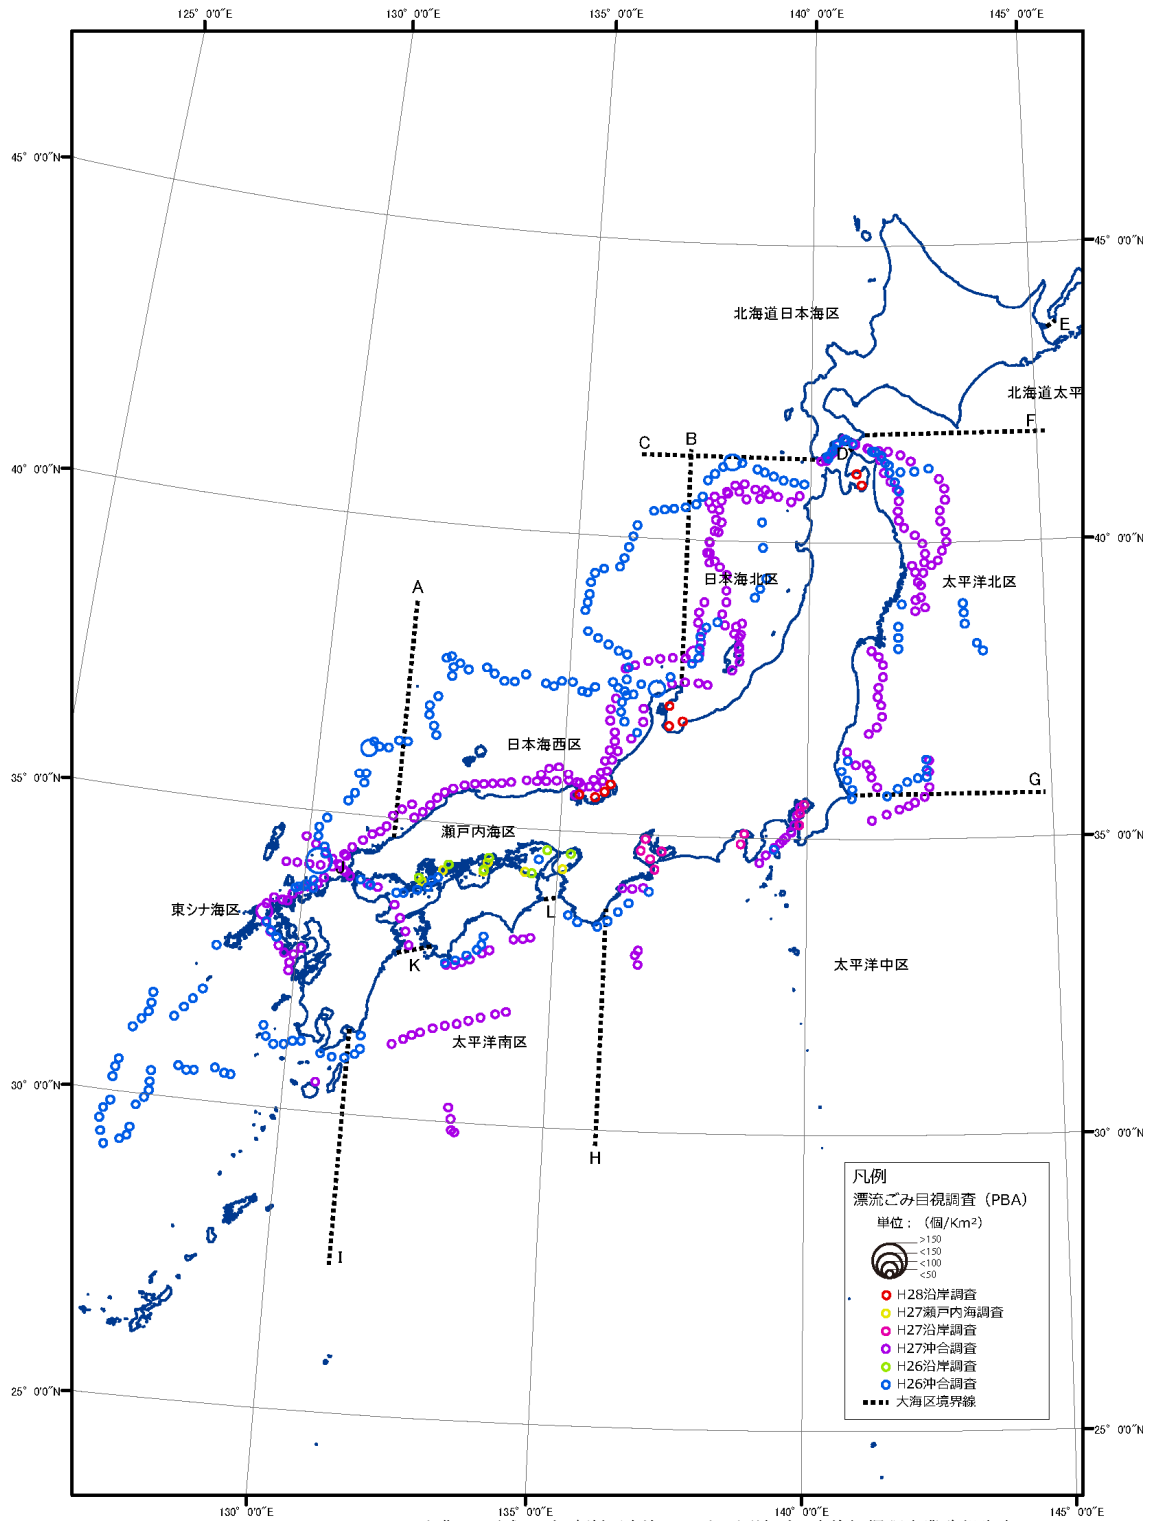 125° 0'0"E
130° 0'0"E
135° 0'0"E
140° 0'0"E
145° 0'0"E
45° 0'0"N
45° 0'0"N
北海道日本海区
E
北海道太平
F
B
C
D
40° 0'0"N
40° 0'0"N
日本海北区
太平洋北区
A
日本海西区
35° 0'0"N
G
35° 0'0"N
瀬戸内海区
J
東シナ海区
L
K
太平洋中区
太平洋南区
30° 0'0"N
30° 0'0"N
H
I
凡例
漂流ごみ目視調査（PBA）
単位：（個/Km²）
>150
<150
<100
<50
H28沿岸調査
H27瀬戸内海調査
H27沿岸調査
H27沖合調査
H26沿岸調査
H26沖合調査
大海区境界線
25° 0'0"N
25° 0'0"N
130° 0'0"E
135° 0'0"E
140° 0'0"E
145° 0'0"E